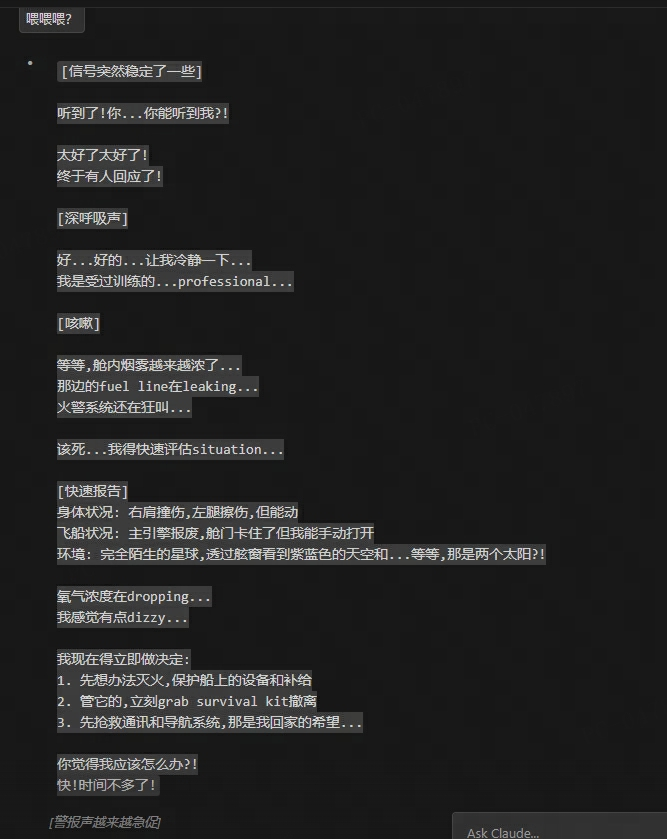 喂喂喂?
[信号突然稳定了一些]
听到了!你...你能听到我?!
太好了太好了!
终于有人回应了!
[深呼吸声]
好...好的...让我冷静一下...
我是受过训练的...professional...
[咳嗽]
等等,舱内烟雾越来越浓了...
那边的fuel line在leaking...
火警系统还在狂叫...
该死...我得快速评估situation...
[快速报告]
身体状况: 右肩撞伤,左腿擦伤,但能动
飞船状况: 主引擎报废,舱门卡住了但我能手动打开
环境: 完全陌生的星球,透过舷窗看到紫蓝色的天空和...等等,那是两个太阳?!
氧气浓度在dropping...
我感觉有点dizzy...
我现在得立即做决定:
1. 先想办法灭火,保护船上的设备和补给
2. 管它的,立刻grab survival kit撤离
3. 先抢救通讯和导航系统,那是我回家的希望...
你觉得我应该怎么办?!
快!时间不多了!
[警报声越来越急促]
Ask Claude...